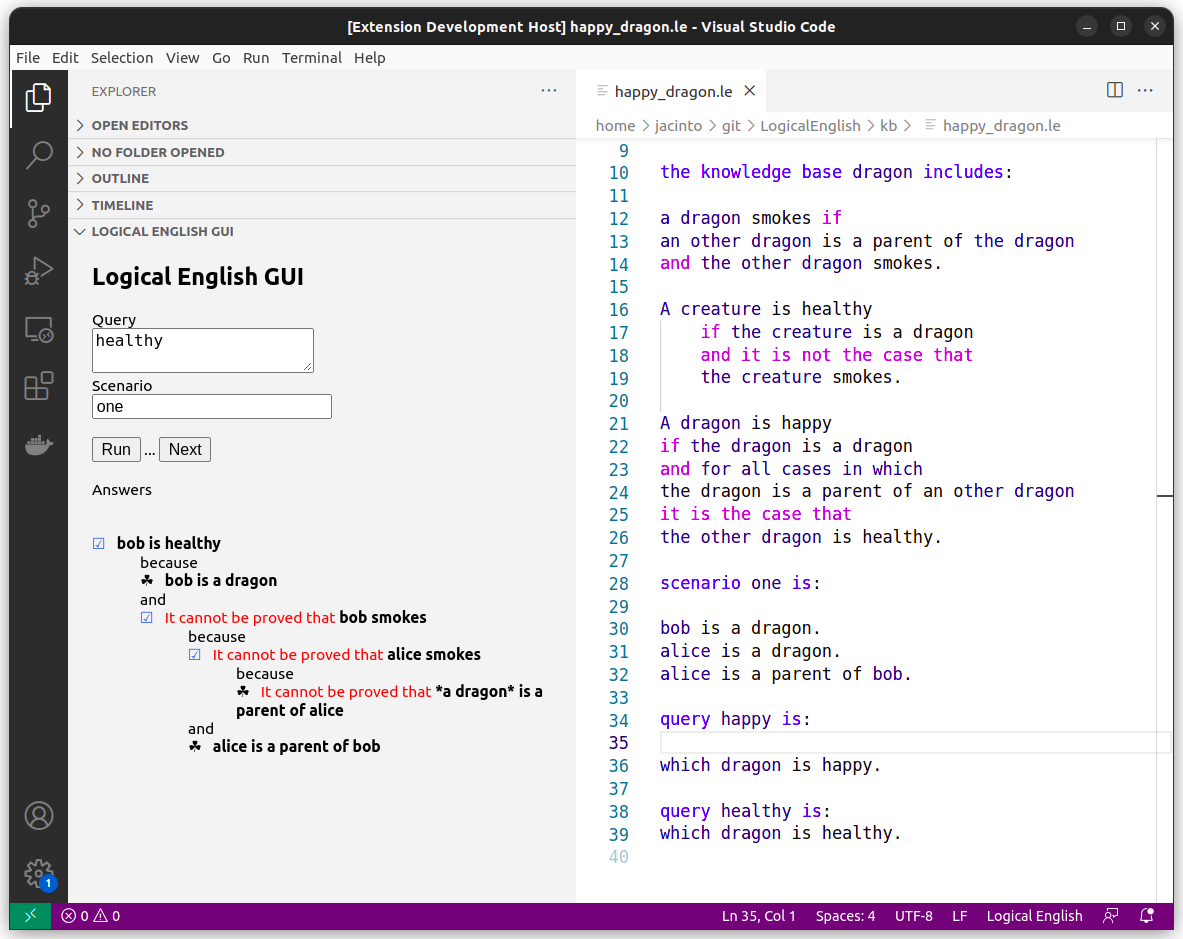 [Extension Development Host] happy_dragon.le - Visual Studio Code
File Edit Selection View Go Run Terminal Help
EXPLORER
OPEN EDITORS
NO FOLDER OPENED
OUTLINE
TIMELINE
LOGICAL ENGLISH GUI
Logical English GUI
Query
healthy
Scenario
one
Run ... Next
Answers
☑ bob is healthy
because
☘ bob is a dragon
and
☑ It cannot be proved that bob smokes
because
☑ It cannot be proved that alice smokes
because
☘ It cannot be proved that *a dragon* is a
parent of alice
and
☘ alice is a parent of bob
1
happy_dragon.le
home > jacinto > git > LogicalEnglish > kb > happy_dragon.le
9
10 the knowledge base dragon includes:
11
12 a dragon smokes if
13 an other dragon is a parent of the dragon
14 and the other dragon smokes.
15
16 A creature is healthy
17 if the creature is a dragon
18 and it is not the case that
19 the creature smokes.
20
21 A dragon is happy
22 if the dragon is a dragon
23 and for all cases in which
24 the dragon is a parent of an other dragon
25 it is the case that
26 the other dragon is healthy.
27
28 scenario one is:
29
30 bob is a dragon.
31 alice is a dragon.
32 alice is a parent of bob.
33
34 query happy is:
35
36 which dragon is happy.
37
38 query healthy is:
39 which dragon is healthy.
40
0 0 Ln 35, Col 1 Spaces: 4 UTF-8 LF Logical English